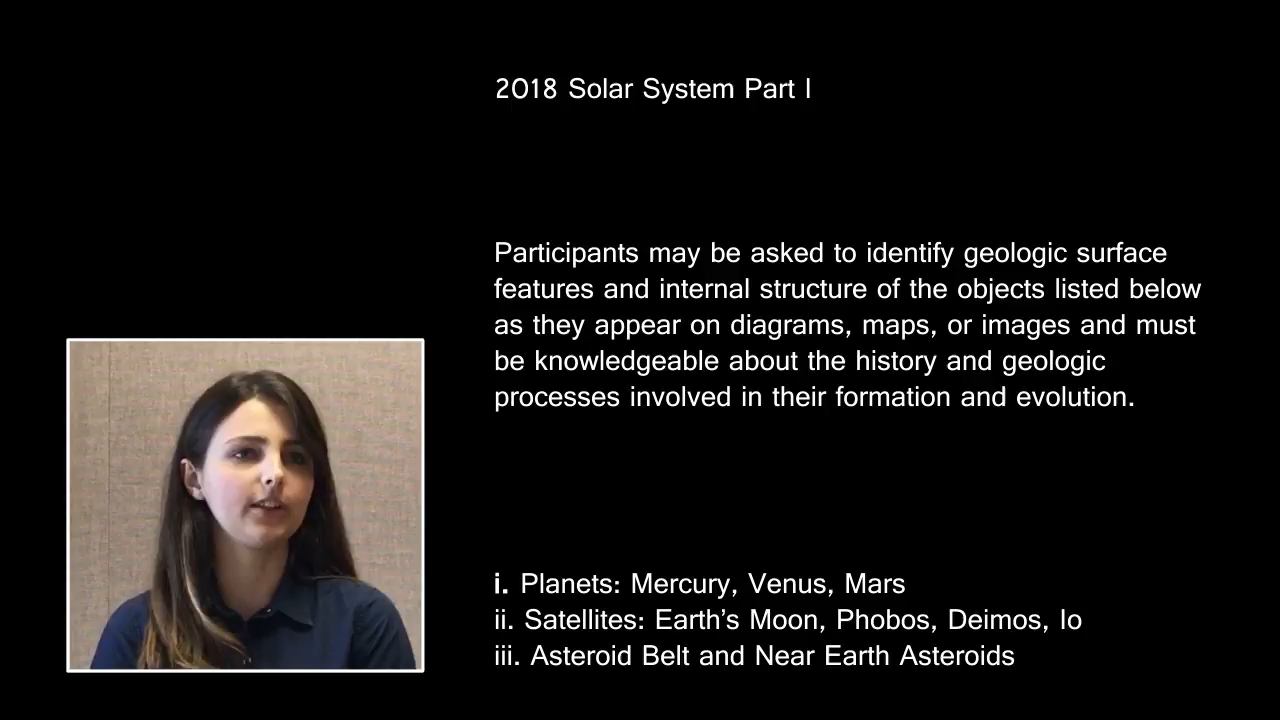 2018 Solar System Part I
Participants may be asked to identify geologic surface
features and internal structure of the objects listed below
as they appear on diagrams, maps, or images and must
be knowledgeable about the history and geologic
processes involved in their formation and evolution.
i. Planets: Mercury, Venus, Mars
ii. Satellites: Earth’s Moon, Phobos, Deimos, Io
iii. Asteroid Belt and Near Earth Asteroids